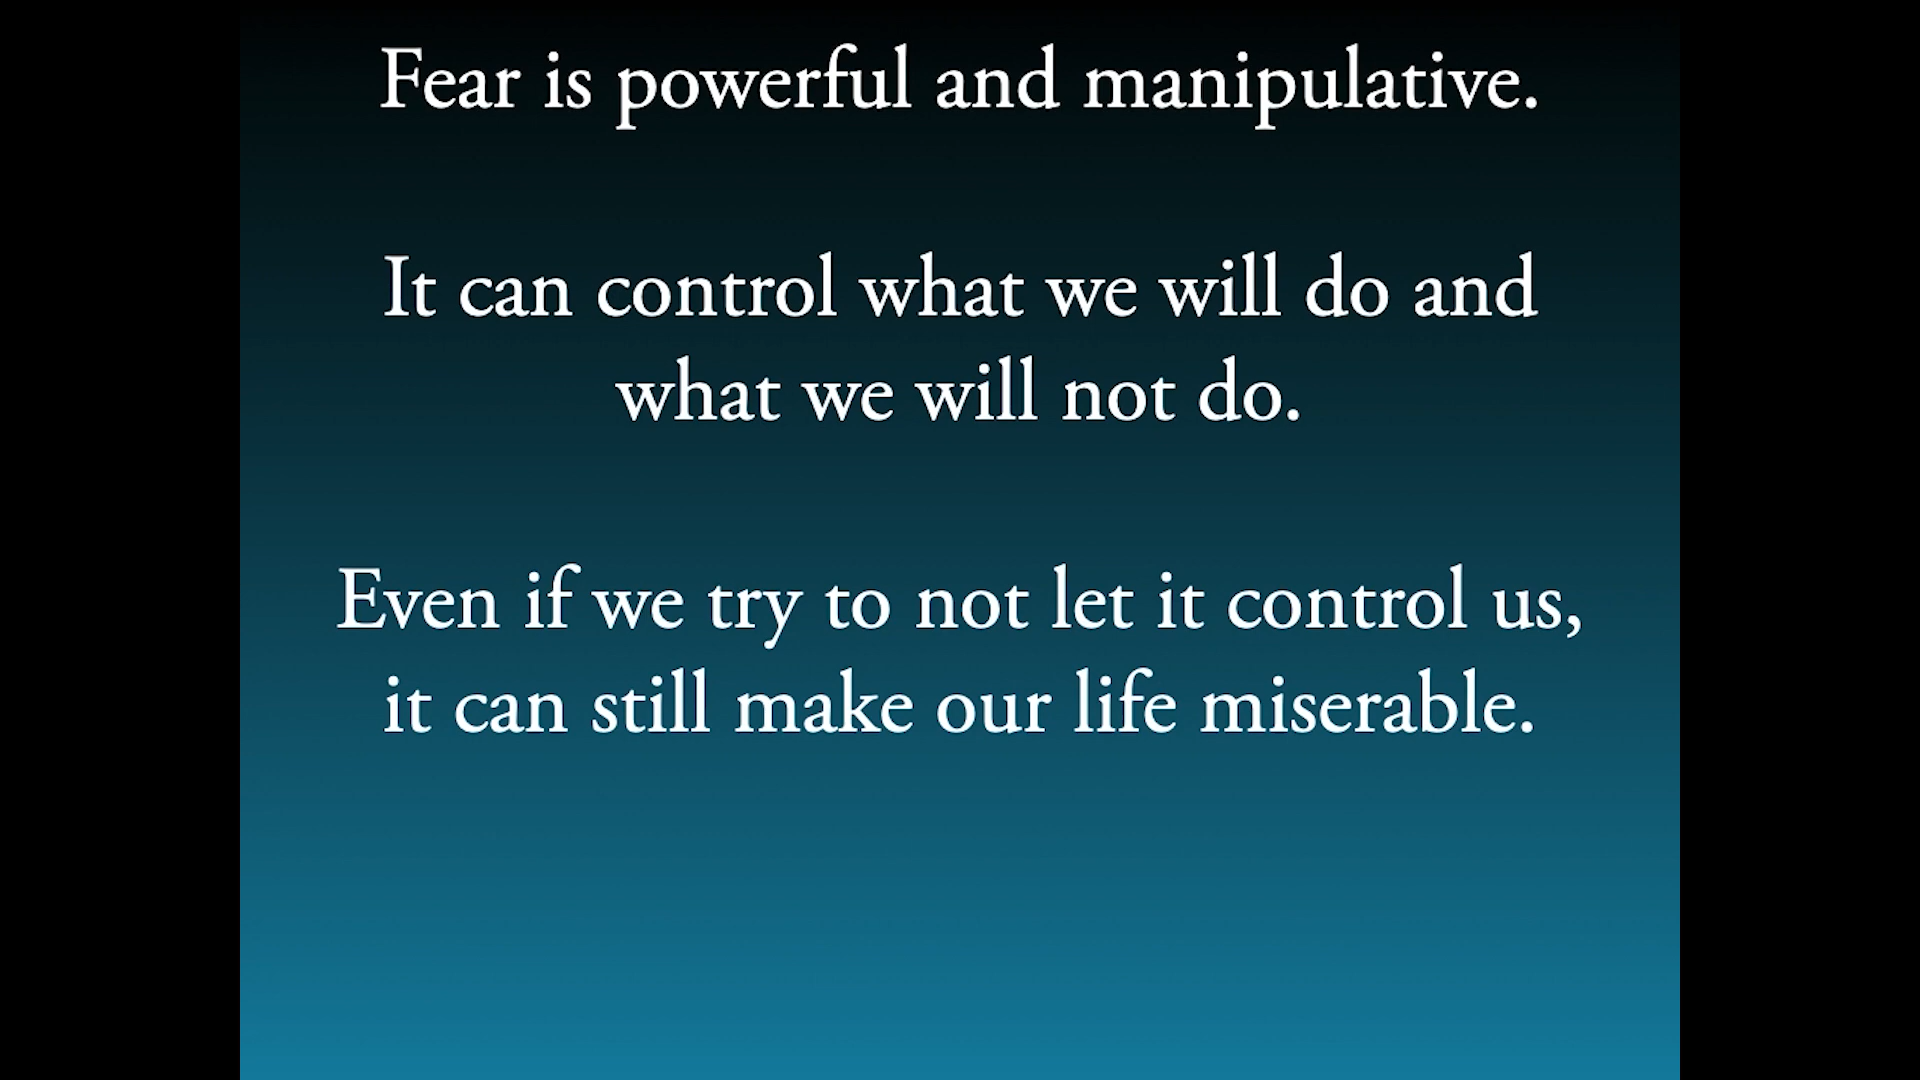 Fear is powerful and manipulative.
It can control what we will do and
what we will not do.
Even if we try to not let it control us,
it can still make our life miserable.